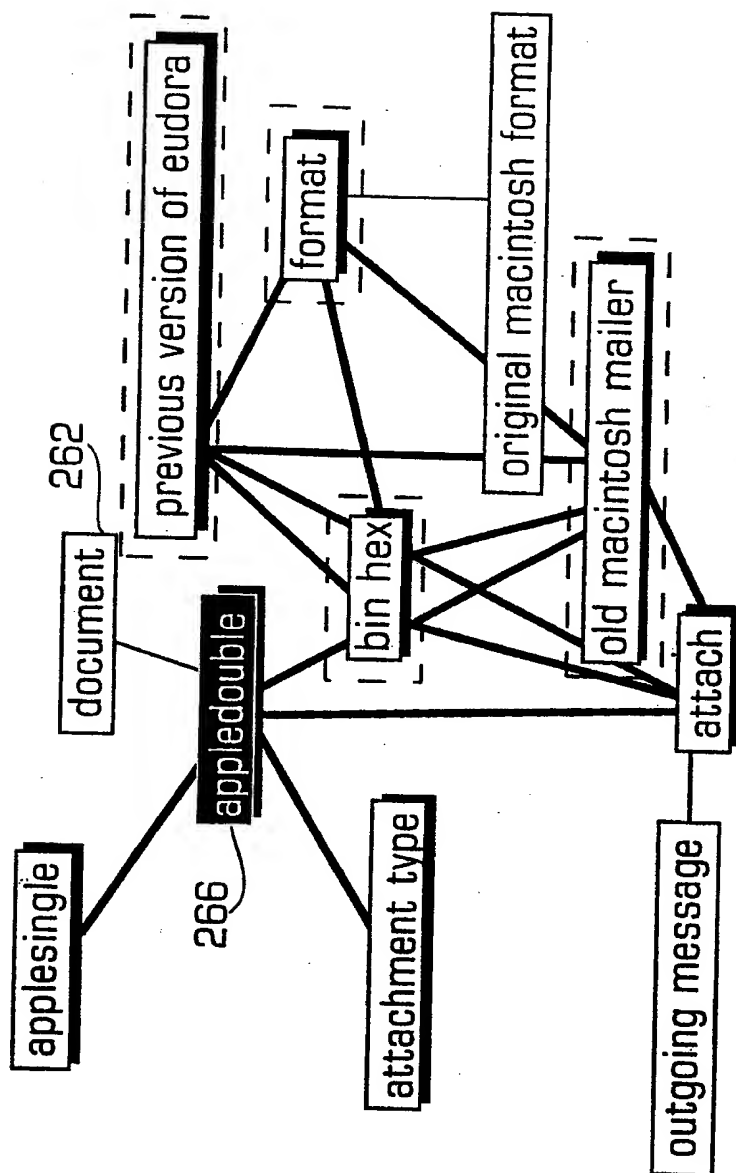 applesingle
262
document
previous version of eudora
266
appledouble
format
bin hex
attachment type
original macintosh format
old macintosh mailer
outgoing message
attach